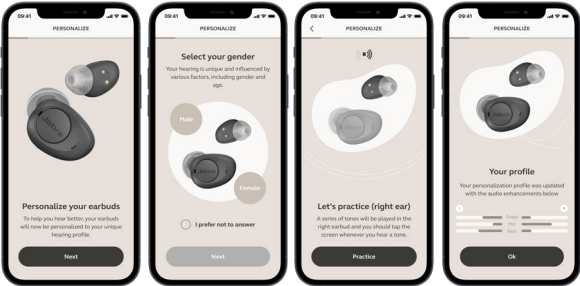 09:41
PERSONALIZE
Jabra
Personalize your earbuds
To help you hear better, your earbuds
will now be personalized to your unique
hearing profile.
Next
09:41
PERSONALIZE
Select your gender
Your hearing is unique and influenced by
various factors, including gender and
age.
Male
Jabra
Female
I prefer not to answer
Next
09:41
PERSONALIZE
R
Jabra
Let's practice (right ear)
A series of tones will be played in the
right earbud and you should tap the
screen whenever you hear a tone.
Practice
09:41
PERSONALIZE
Jabra
Your profile
Your personalization profile was updated
with the audio enhancements below
Treble
Mid
Bass
Ok